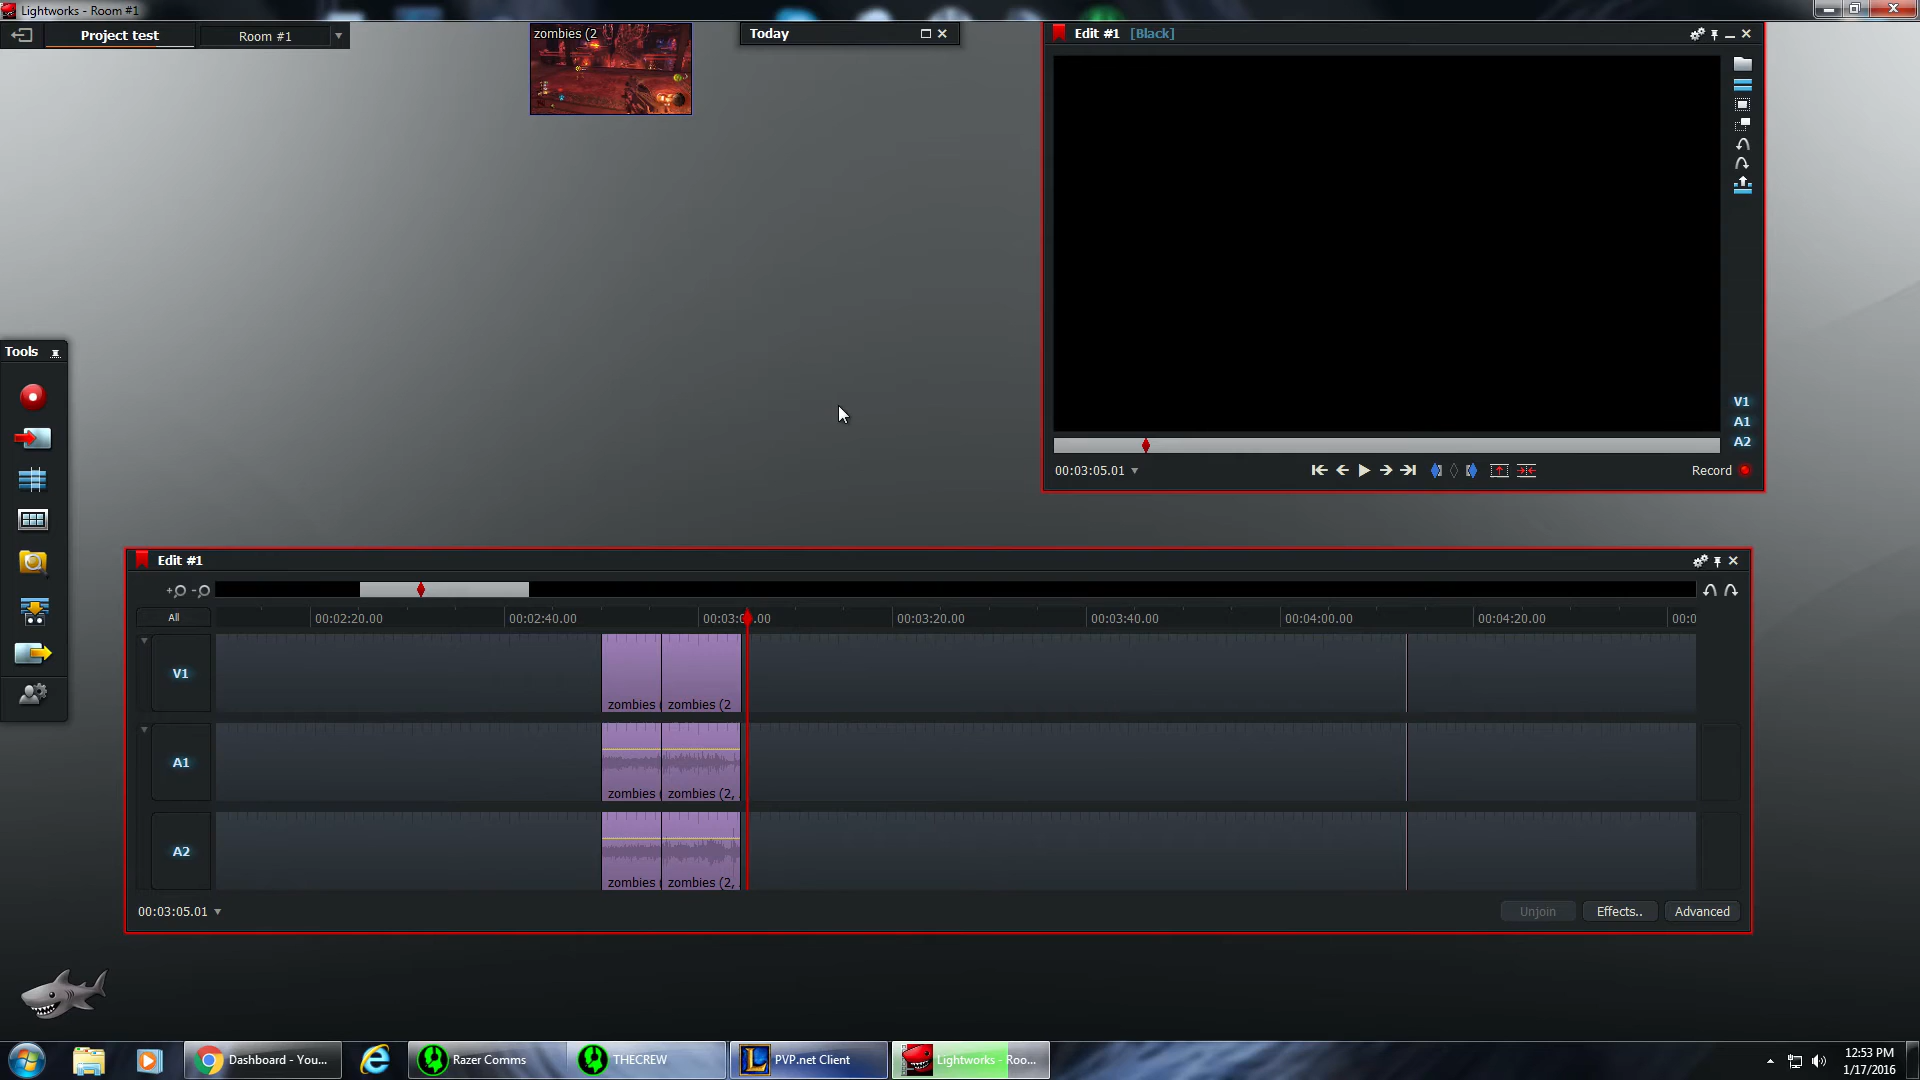 Lightworks - Room #1
Project test
Room #1
zombies (2
Today
Edit #1 [Black]
Tools
V1
A1
A2
00:03:05.01
Record
Edit #1
All
00:02:20.00
00:02:40.00
00:03:20.00
00:03:40.00
00:04:00.00
00:04:20.00
V1
zombies (
zombies (2
A1
zombies (
zombies (2,
A2
zombies (
zombies (2,
00:03:05.01
Unjoin
Effects..
Advanced
Dashboard - You...
Razer Comms
THECREW
PVP.net Client
Lightworks - Roo...
12:53 PM
1/17/2016